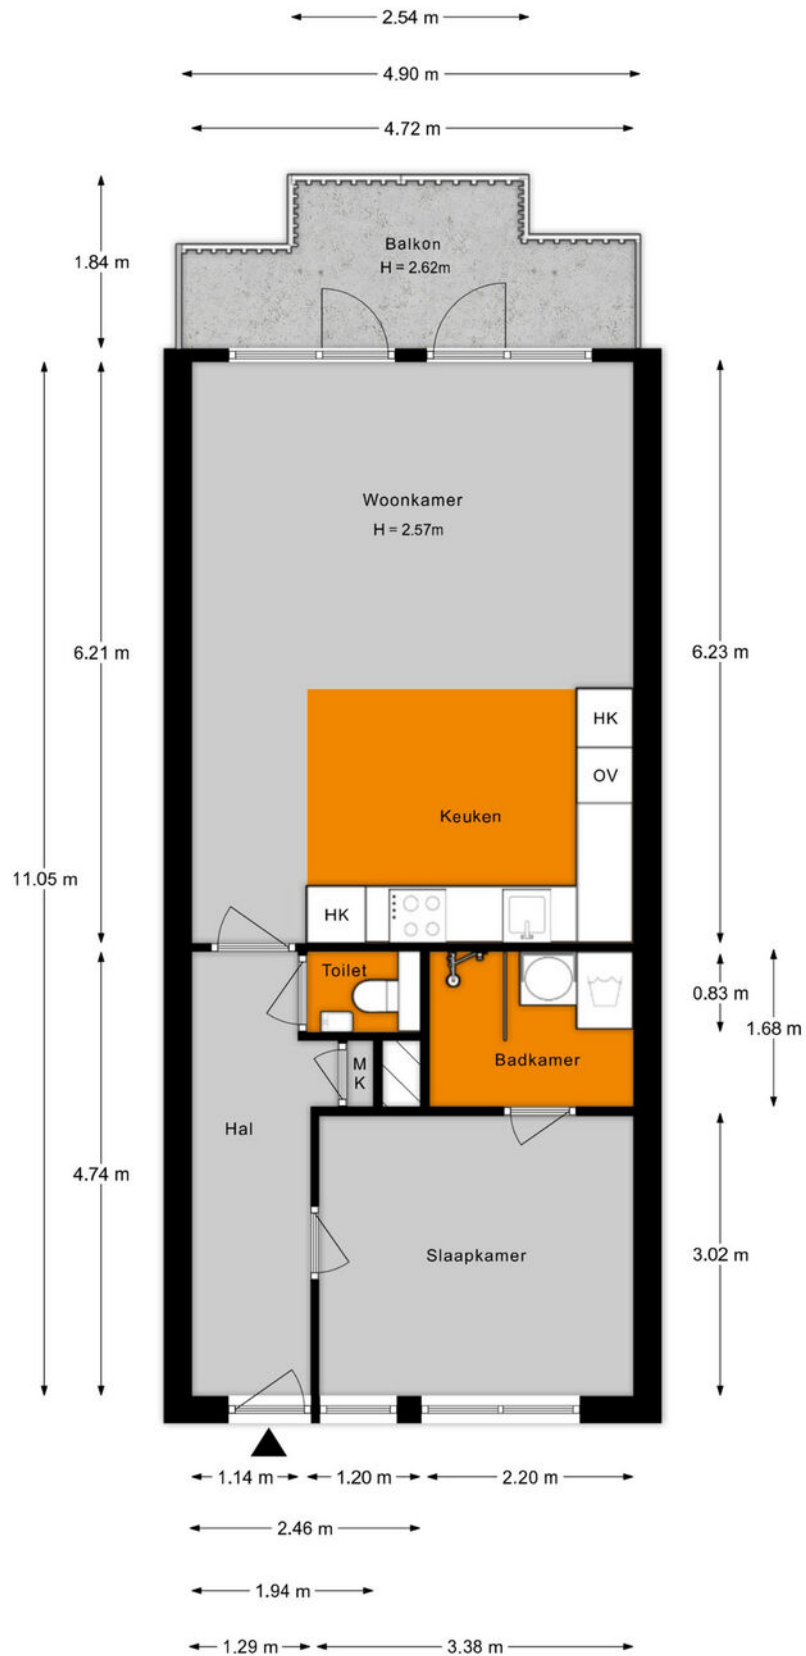 2.54 m
4.90 m
4.72 m
Balkon
H = 2.62m
1.84 m
Woonkamer
H = 2.57m
6.21 m
6.23 m
HK
OV
Keuken
11.05 m
HK
Toilet
0.83 m
1.68 m
Badkamer
M
K
Hal
4.74 m
Slaapkamer
3.02 m
1.14 m
1.20 m
2.20 m
2.46 m
1.94 m
1.29 m
3.38 m